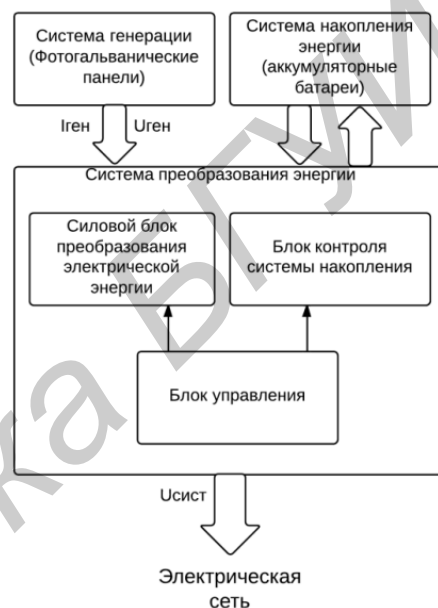 Система генерации
(Фотогальванические
панели)
Система накопления
энергии
(аккумуляторные
батареи)
Iген
Uген
Система преобразования энергии
Силовой блок
преобразования
электрической
энергии
Блок контроля
системы накопления
Блок управления
Uсист
Электрическая
сеть